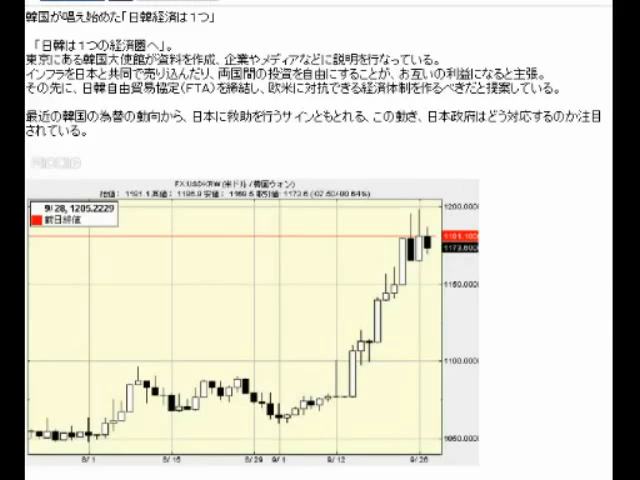 韓国が唱え始めた「日韓経済は１つ」
「日韓は１つの経済圏へ」。
東京にある韓国大使館が資料を作成、企業やメディアなどに説明を行なっている。
インフラを日本と共同で売り込んだり、両国間の投資を自由にすることが、お互いの利益になると主張。
その先に、日韓自由貿易協定（FTA）を締結し、欧米に対抗できる経済体制を作るべきだと提案している。
最近の韓国の為替の動向から、日本に救助を行うサインともとれる、この動き、日本政府はどう対応するのか注目
されている。
FX:USDKRW (米ドル／韓国ウォン)
9/28, 1205.2229
前日終値
1200.0000
1173.6000
1150.0000
1100.0000
1050.0000
8/1 8/15 8/29 9/1 9/12 9/26